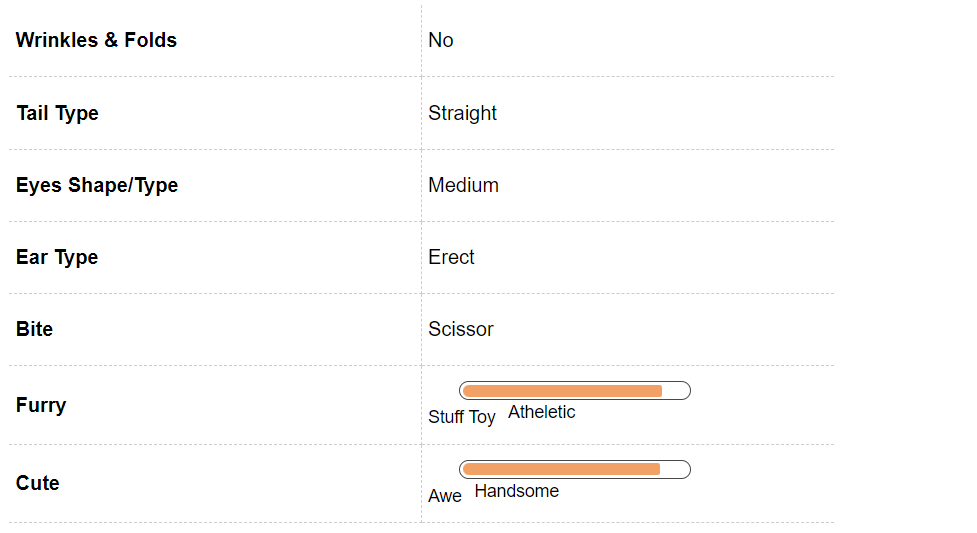 Wrinkles & Folds No
Tail Type Straight
Eyes Shape/Type Medium
Ear Type Erect
Bite Scissor
Furry
Stuff Toy Atheletic
Cute
Awe Handsome